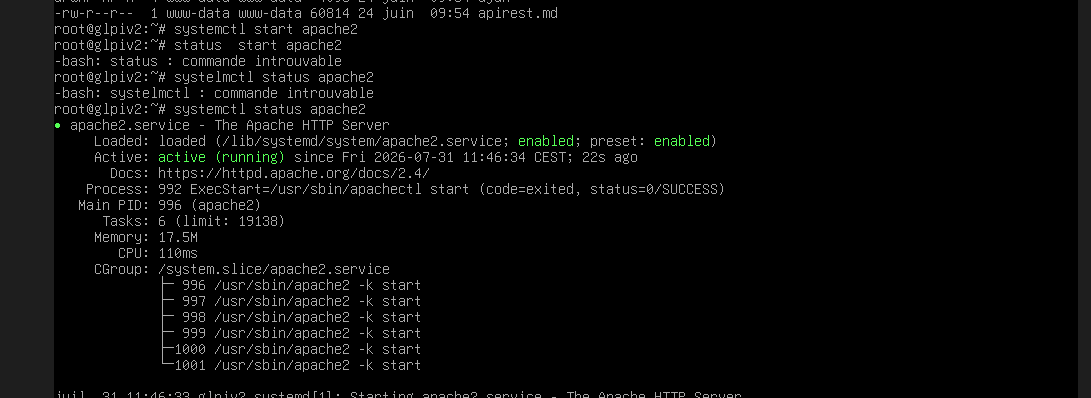 -rw-r--r--  1 www-data www-data 60814 24 juin  09:54 apirest.md
root@glpiv2:~# systemctl start apache2
root@glpiv2:~# status  start apache2
-bash: status : commande introuvable
root@glpiv2:~# systelmctl status apache2
-bash: systelmctl : commande introuvable
root@glpiv2:~# systemctl status apache2
● apache2.service - The Apache HTTP Server
     Loaded: loaded (/lib/systemd/system/apache2.service; enabled; preset: enabled)
     Active: active (running) since Fri 2026-07-31 11:46:34 CEST; 22s ago
       Docs: https://httpd.apache.org/docs/2.4/
    Process: 992 ExecStart=/usr/sbin/apachectl start (code=exited, status=0/SUCCESS)
   Main PID: 996 (apache2)
      Tasks: 6 (limit: 19138)
     Memory: 17.5M
        CPU: 110ms
     CGroup: /system.slice/apache2.service
             ├─ 996 /usr/sbin/apache2 -k start
             ├─ 997 /usr/sbin/apache2 -k start
             ├─ 998 /usr/sbin/apache2 -k start
             ├─ 999 /usr/sbin/apache2 -k start
             ├─1000 /usr/sbin/apache2 -k start
             └─1001 /usr/sbin/apache2 -k start
juil. 31 11:46:33 glpiv2 systemd[1]: Starting apache2.service - The Apache HTTP Server